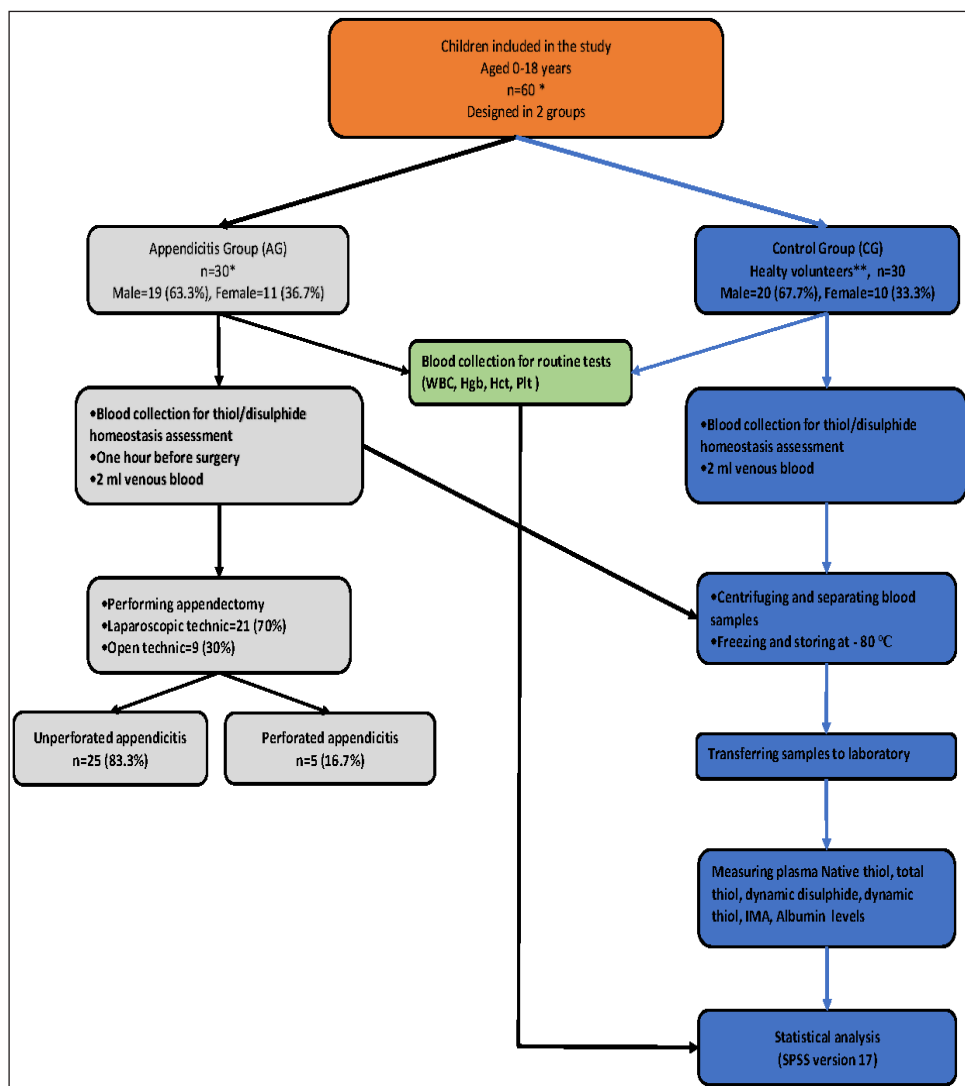 Children included in the study
Aged 0-18 years
n=60 *
Designed in 2 groups
Appendicitis Group (AG)
n=30*
Male=19 (63.3%), Female=11 (36.7%)
Control Group (CG)
Healty volunteers**, n=30
Male=20 (67.7%), Female=10 (33.3%)
Blood collection for routine tests
(WBC, Hgb, Hct, Plt )
•Blood collection for thiol/disulphide
homeostasis assessment
•One hour before surgery
•2 ml venous blood
•Blood collection for thiol/disulphide
homeostasis assessment
•2 ml venous blood
•Performing appendectomy
•Laparoscopic technic=21 (70%)
•Open technic=9 (30%)
•Centrifuging and separating blood
samples
•Freezing and storing at - 80 °C
Unperforated appendicitis
n=25 (83.3%)
Perforated appendicitis
n=5 (16.7%)
Transferring samples to laboratory
Measuring plasma Native thiol, total
thiol, dynamic disulphide, dynamic
thiol, IMA, Albumin levels
Statistical analysis
(SPSS version 17)